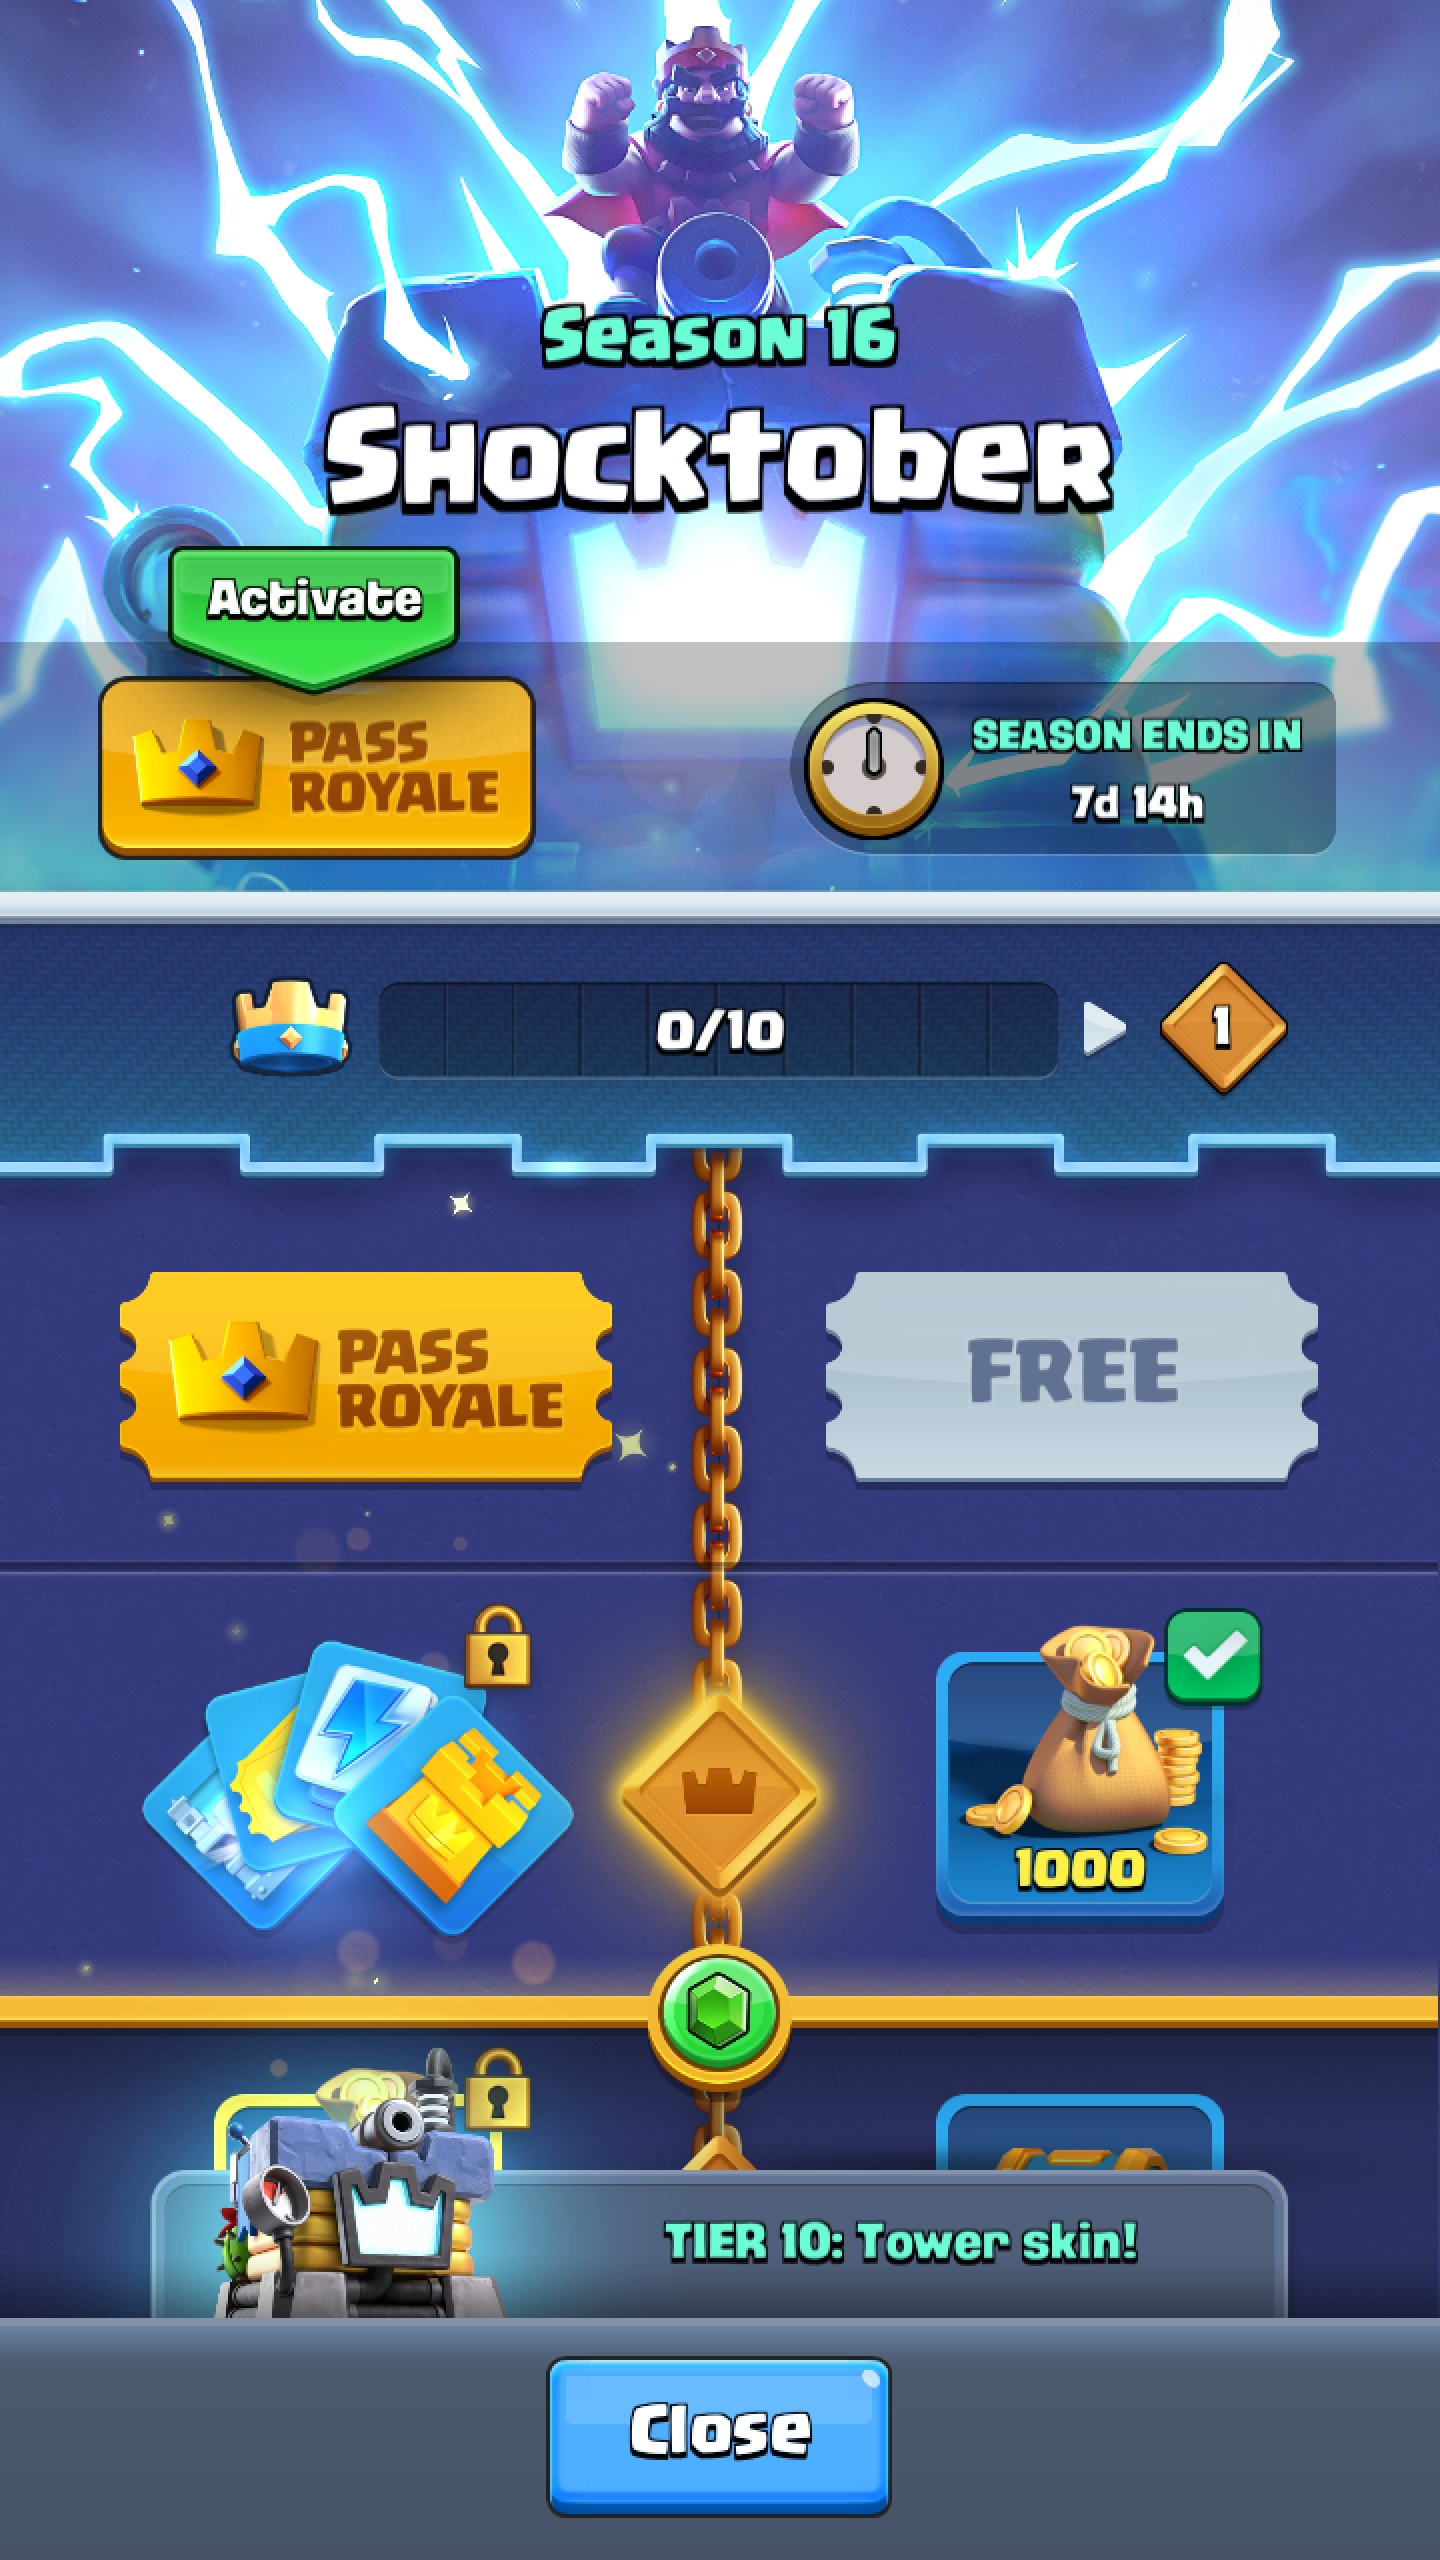 Season 16
Shocktober
Activate
PASS
ROYALE
SEASON ENDS IN
7d 14h
0/10
1
PASS
ROYALE
FREE
1000
TIER 10: Tower skin!
Close